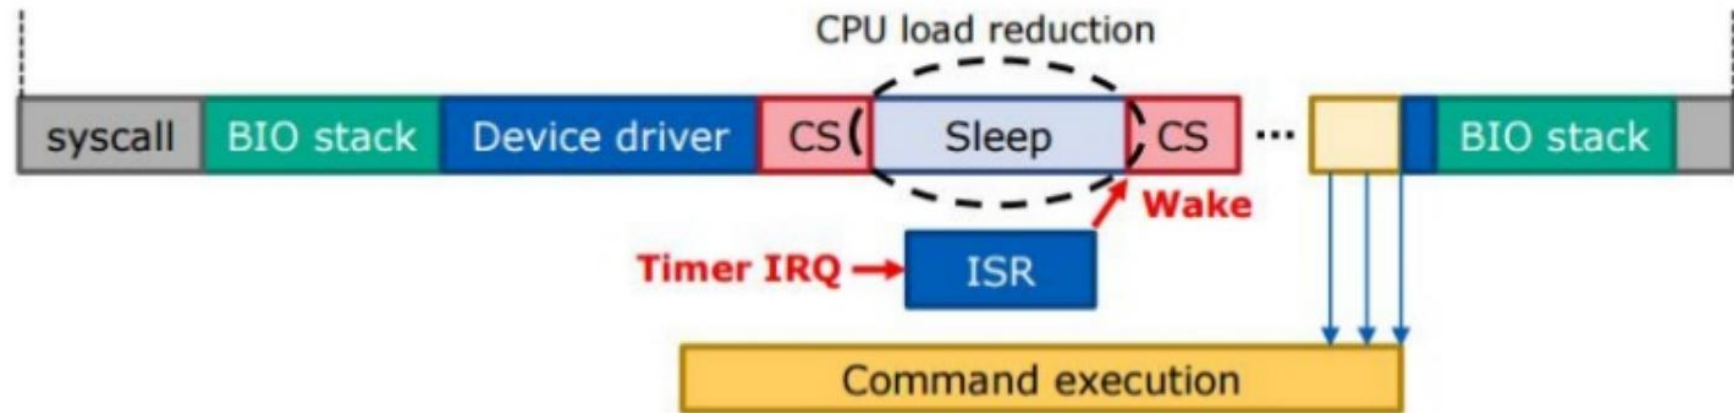 CPU load reduction
syscall BIO stack Device driver CS Sleep CS ... BIO stack
Wake
Timer IRQ ISR
Command execution